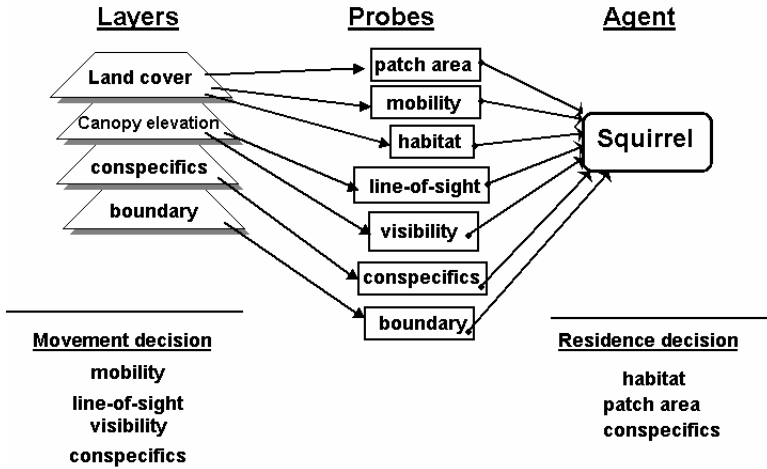 Layers
Probes
Agent
Land cover
Canopy elevation
conspecifics
boundary
patch area
mobility
habitat
line-of-sight
visibility
conspecifics
boundary
Squirrel
Movement decision
mobility
line-of-sight
visibility
conspecifics
Residence decision
habitat
patch area
conspecifics